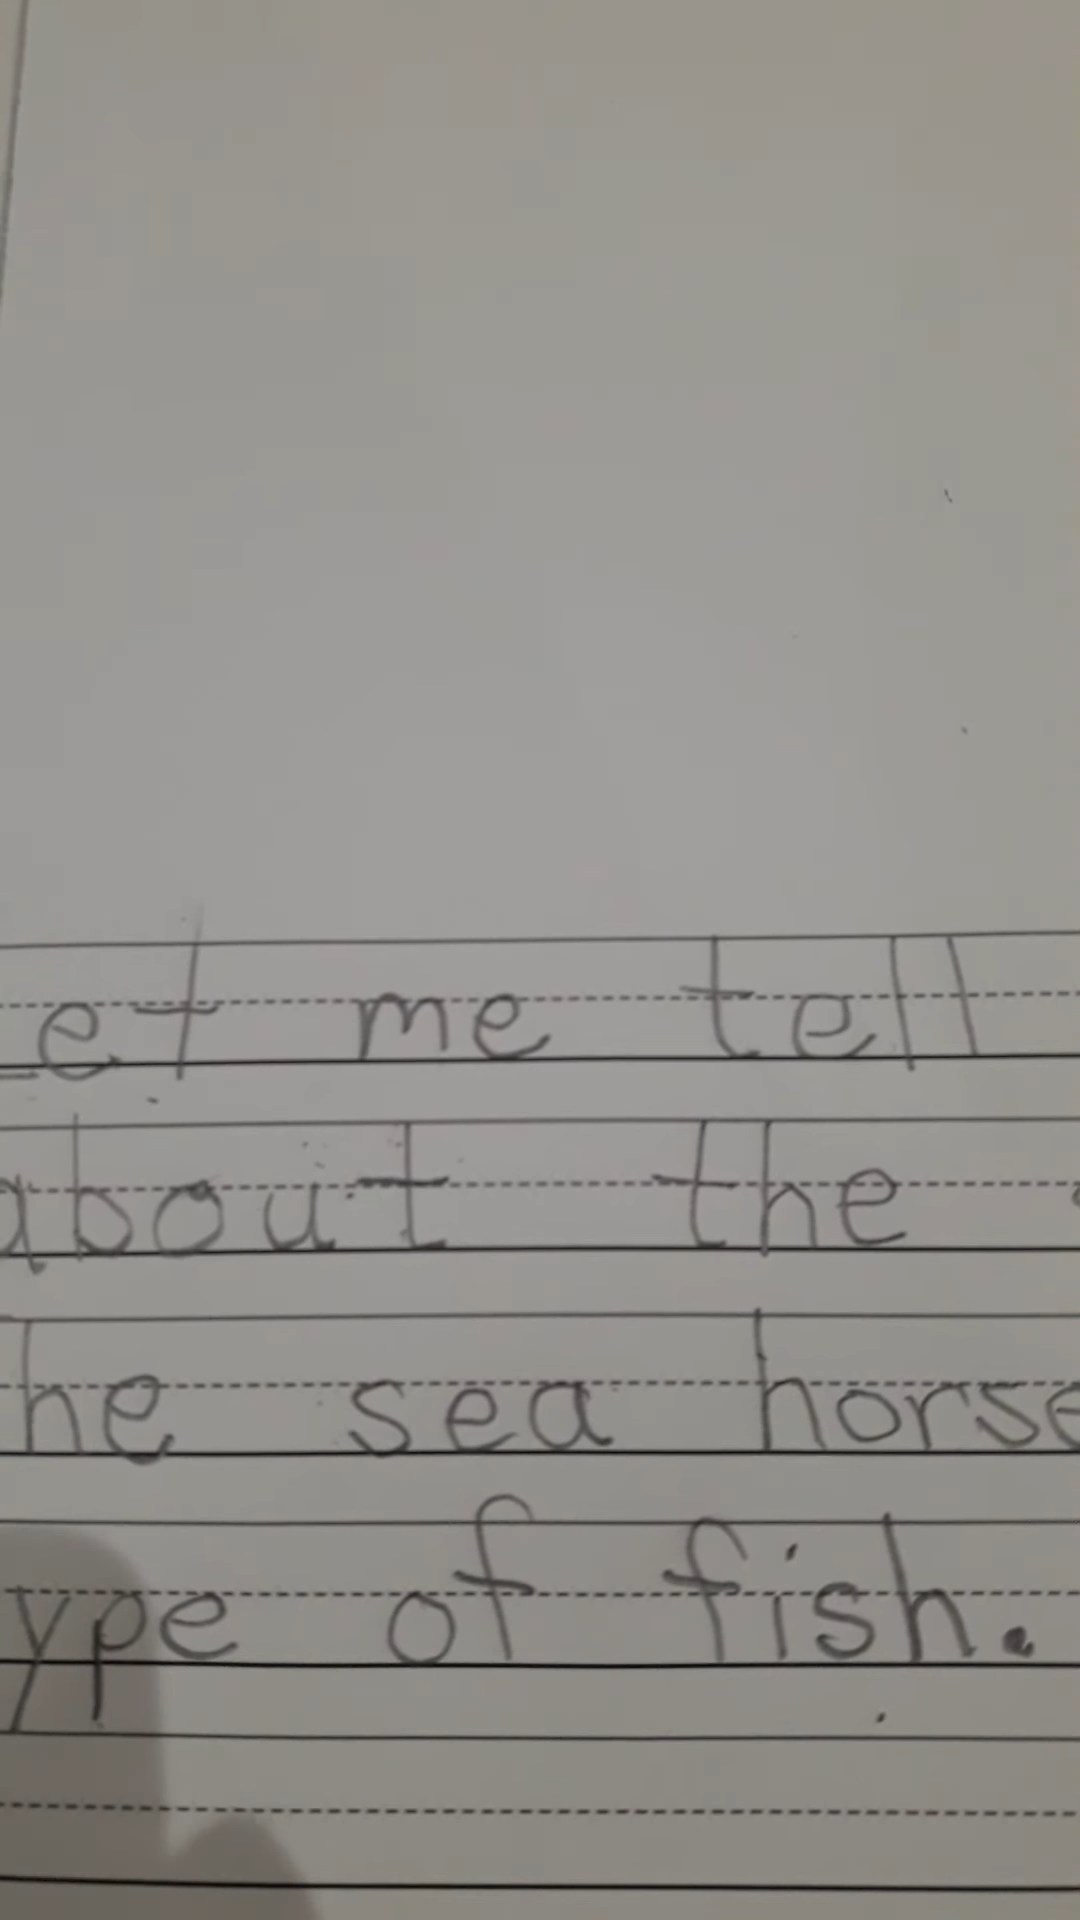 et me tell
about the
he sea horse
ype of fish.